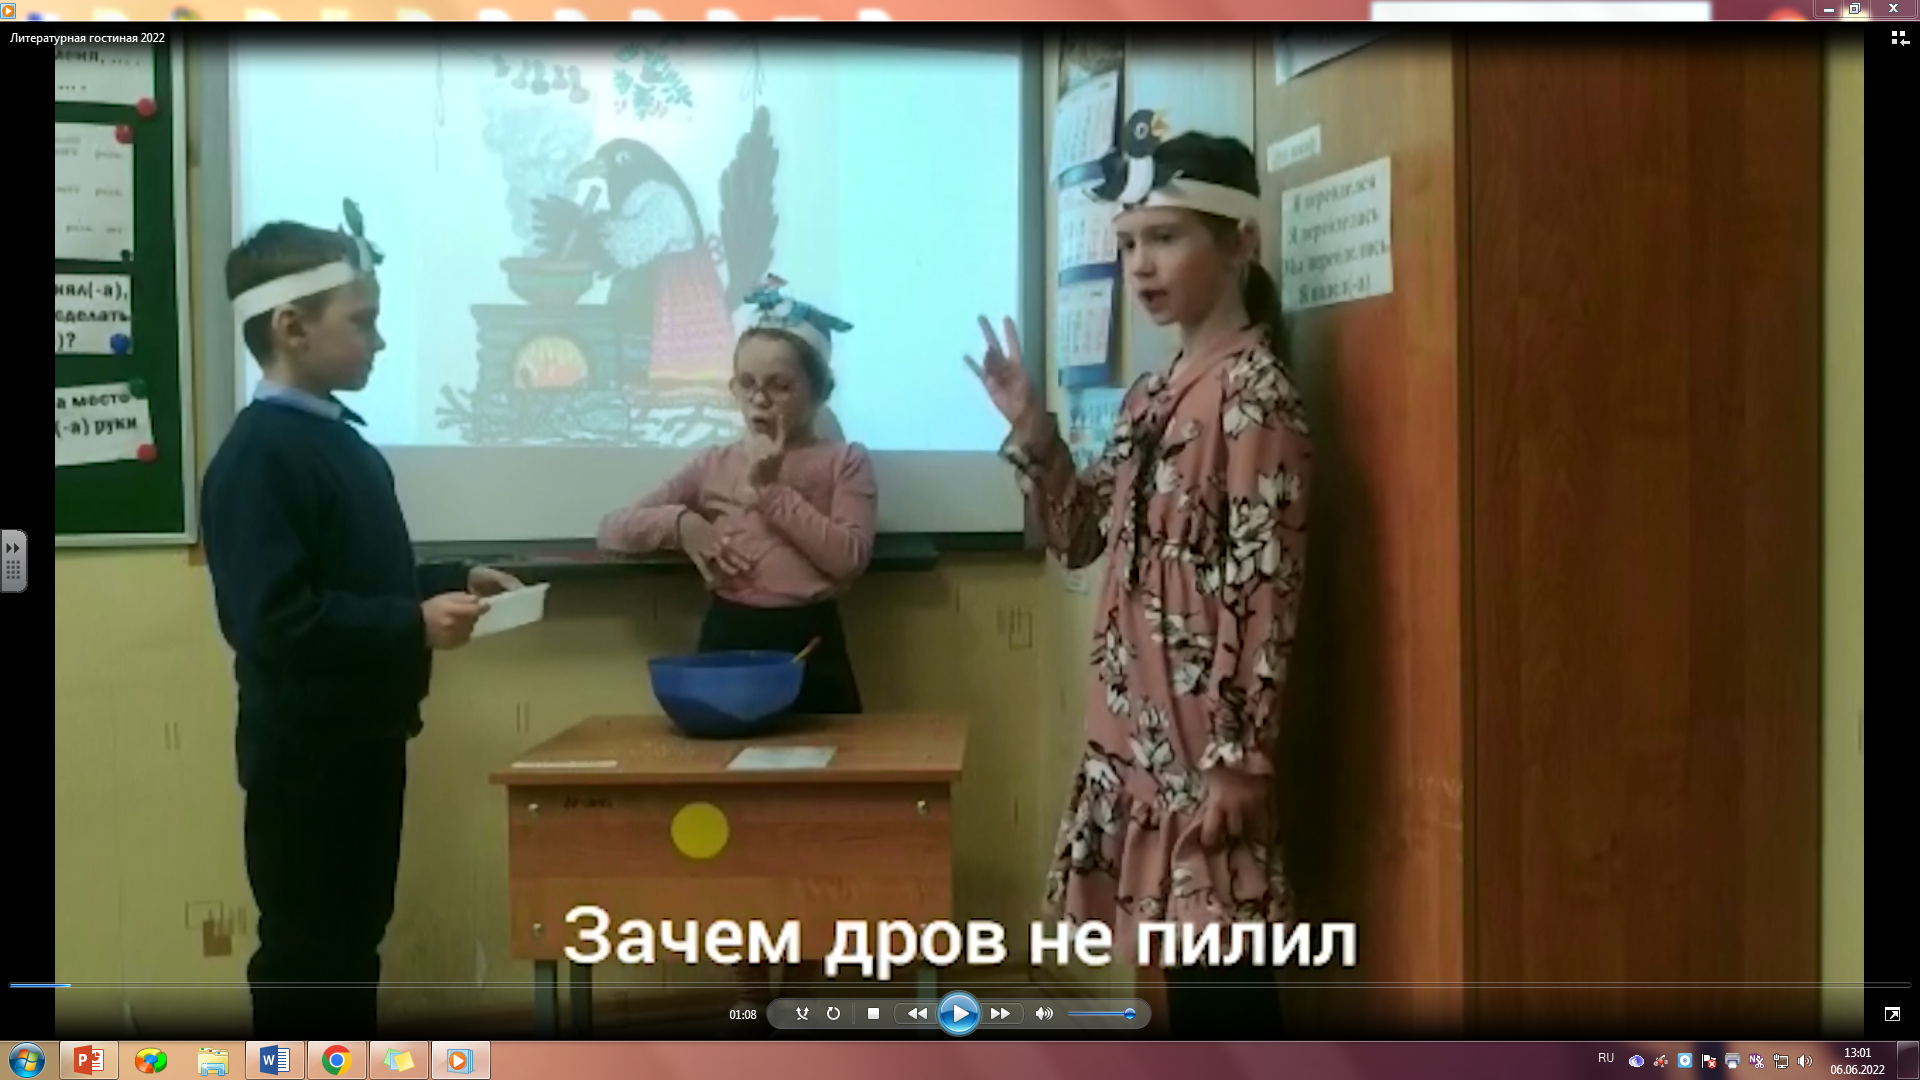 Литературная гостиная 2022
нял(-а),
сделать
)?
а место
(-а) руки
Я переоделся
Я переоделась
Мы переоделись
Я надел(-а)
Зачем дров не пилил
01:08
RU
13:01
06.06.2022